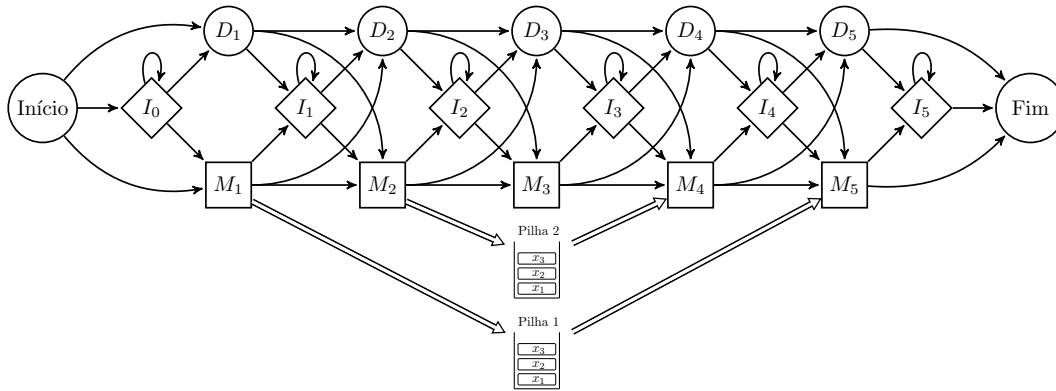 D₁ D₂ D₃ D₄ D₅
Início I₀ I₁ I₂ I₃ I₄ I₅ Fim
M₁ M₂ M₃ M₄ M₅
Pilha 2
x₃
x₂
x₁
Pilha 1
x₃
x₂
x₁